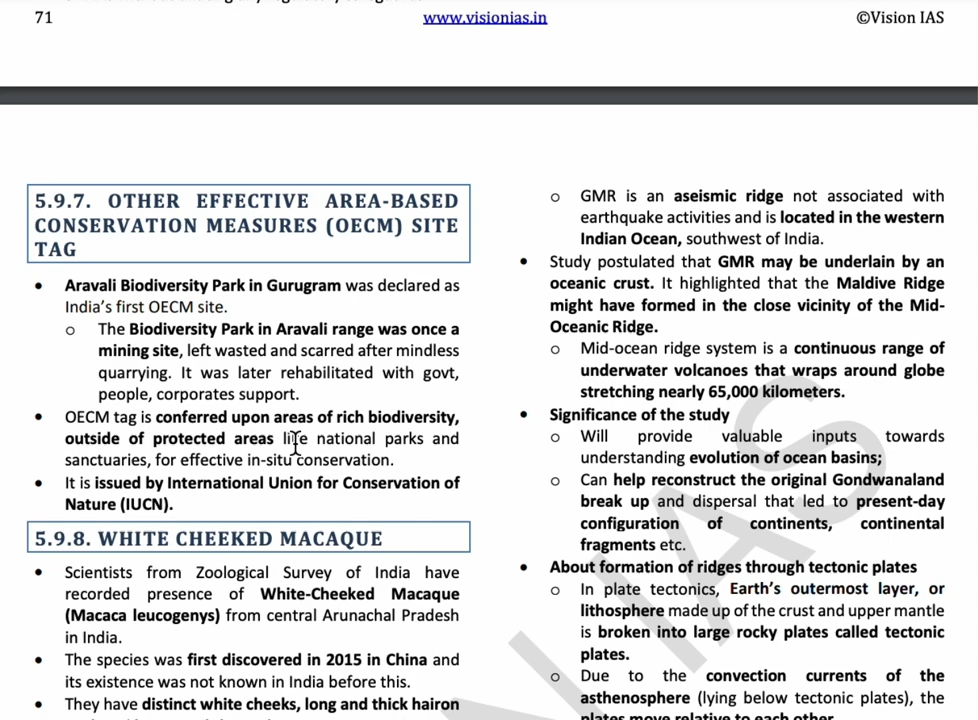 71
www.visionias.in
©Vision IAS
5.9.7. OTHER EFFECTIVE AREA-BASED
CONSERVATION MEASURES (OECM) SITE
TAG
• Aravali Biodiversity Park in Gurugram was declared as
India's first OECM site.
o The Biodiversity Park in Aravali range was once a
mining site, left wasted and scarred after mindless
quarrying. It was later rehabilitated with govt,
people, corporates support.
• OECM tag is conferred upon areas of rich biodiversity,
outside of protected areas like national parks and
sanctuaries, for effective in-situ conservation.
• It is issued by International Union for Conservation of
Nature (IUCN).
5.9.8. WHITE CHEEKED MACAQUE
• Scientists from Zoological Survey of India have
recorded presence of White-Cheeked Macaque
(Macaca leucogenys) from central Arunachal Pradesh
in India.
• The species was first discovered in 2015 in China and
its existence was not known in India before this.
• They have distinct white cheeks, long and thick hairon
o GMR is an aseismic ridge not associated with
earthquake activities and is located in the western
Indian Ocean, southwest of India.
• Study postulated that GMR may be underlain by an
oceanic crust. It highlighted that the Maldive Ridge
might have formed in the close vicinity of the Mid-
Oceanic Ridge.
o Mid-ocean ridge system is a continuous range of
underwater volcanoes that wraps around globe
stretching nearly 65,000 kilometers.
• Significance of the study
o Will provide valuable inputs towards
understanding evolution of ocean basins;
o Can help reconstruct the original Gondwanaland
break up and dispersal that led to present-day
configuration of continents, continental
fragments etc.
• About formation of ridges through tectonic plates
o In plate tectonics, Earth's outermost layer, or
lithosphere made up of the crust and upper mantle
is broken into large rocky plates called tectonic
plates.
o Due to the convection currents of the
asthenosphere (lying below tectonic plates), the
plates move relative to each other